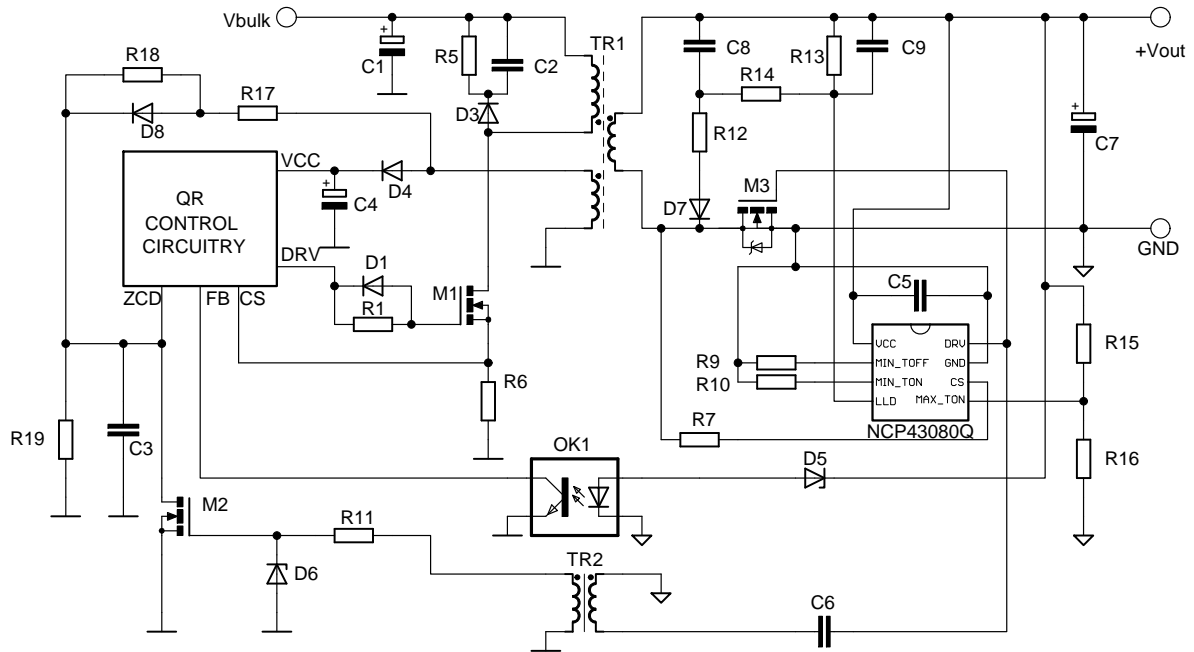 Vbulk
TR1
C8
R13
C9
+Vout
R18
C1
R5
C2
R14
R17
D3
R12
D8
C7
VCC
M3
QR
CONTROL
CIRCUITRY
C4
D4
D7
GND
DRV
D1
C5
ZCD
FB
CS
M1
R1
VCC
DRV
R15
R9
MIN_TOFF
GND
R10
MIN_TON
CS
R6
LLD
MAX_TON
R7
NCP43080Q
R19
C3
OK1
D5
R16
M2
R11
TR2
D6
C6